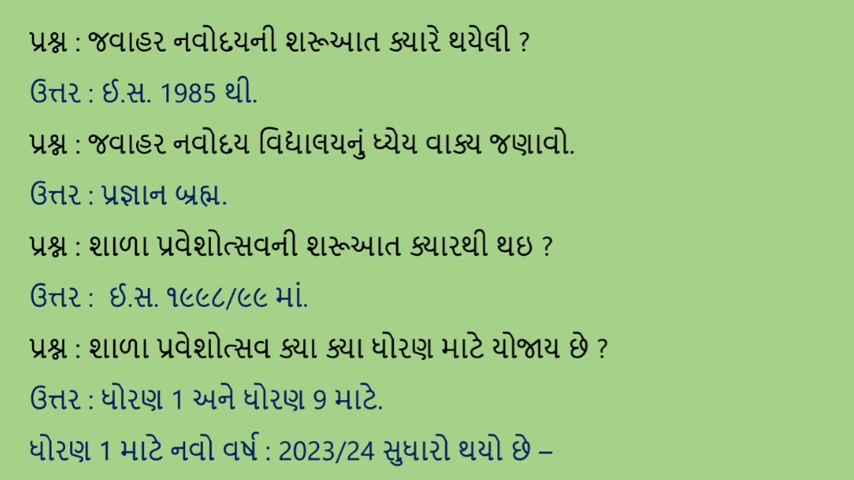 પ્રશ્ન : જવાહર નવોદયની શરૂઆત ક્યારે થયેલી ?
ઉત્તર : ઈ.સ. 1985 થી.
પ્રશ્ન : જવાહર નવોદય વિદ્યાલયનું ધ્યેય વાક્ય જણાવો.
ઉત્તર : પ્રજ્ઞાન બ્રહ્મ.
પ્રશ્ન : શાળા પ્રવેશોત્સવની શરૂઆત ક્યારથી થઇ ?
ઉત્તર :  ઈ.સ. ૧૯૯૮/૯૯ માં.
પ્રશ્ન : શાળા પ્રવેશોત્સવ ક્યા ક્યા ધોરણ માટે યોજાય છે ?
ઉત્તર : ધોરણ 1 અને ધોરણ 9 માટે.
ધોરણ 1 માટે નવો વર્ષ : 2023/24 સુધારો થયો છે –